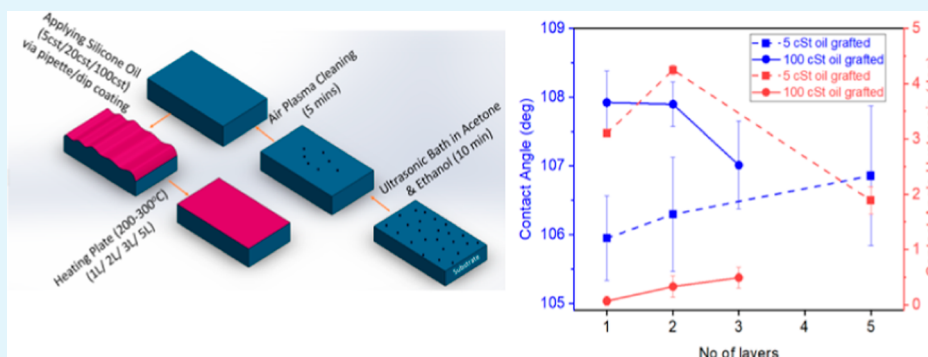 Applying Silicone Oil
(5cst/20cst/100cst)
via pipette/dip coating
Air Plasma Cleaning
(5 mins)
Ultrasonic Bath in Acetone
& Ethanol (10 min)
Substrate
Heating Plate (200-300°C)
(1L/ 2L/ 3L/ 5L)
Contact Angle (deg)
109
108
107
106
105
-5 cSt oil grafted
100 cSt oil grafted
-5 cSt oil grafted
100 cSt oil grafted
1
2
3
4
5
No of layers
0
1
2
3
4